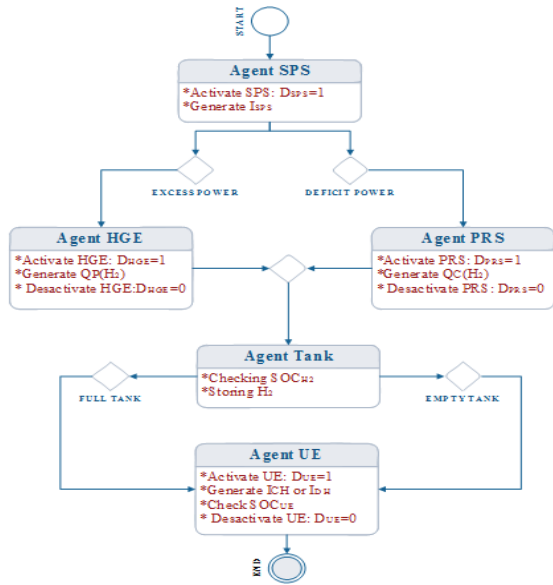 START
Agent SPS
*Activate SPS: DSPS=1
*Generate ISPS
EXCESS POWER
DEFICIT POWER
Agent HGE
*Activate HGE: DHGE=1
*Generate QP(H2)
* Desactivate HGE:DHGE=0
Agent PRS
*Activate PRS: DPRS=1
*Generate QC(H2)
* Desactivate PRS: DPRS=0
Agent Tank
*Checking SOCH2
*Storing H2
FULL TANK
EMPTY TANK
Agent UE
*Activate UE: DUE=1
*Generate ICH or IDH
*Check SOCUE
* Desactivate UE: DUE=0
END